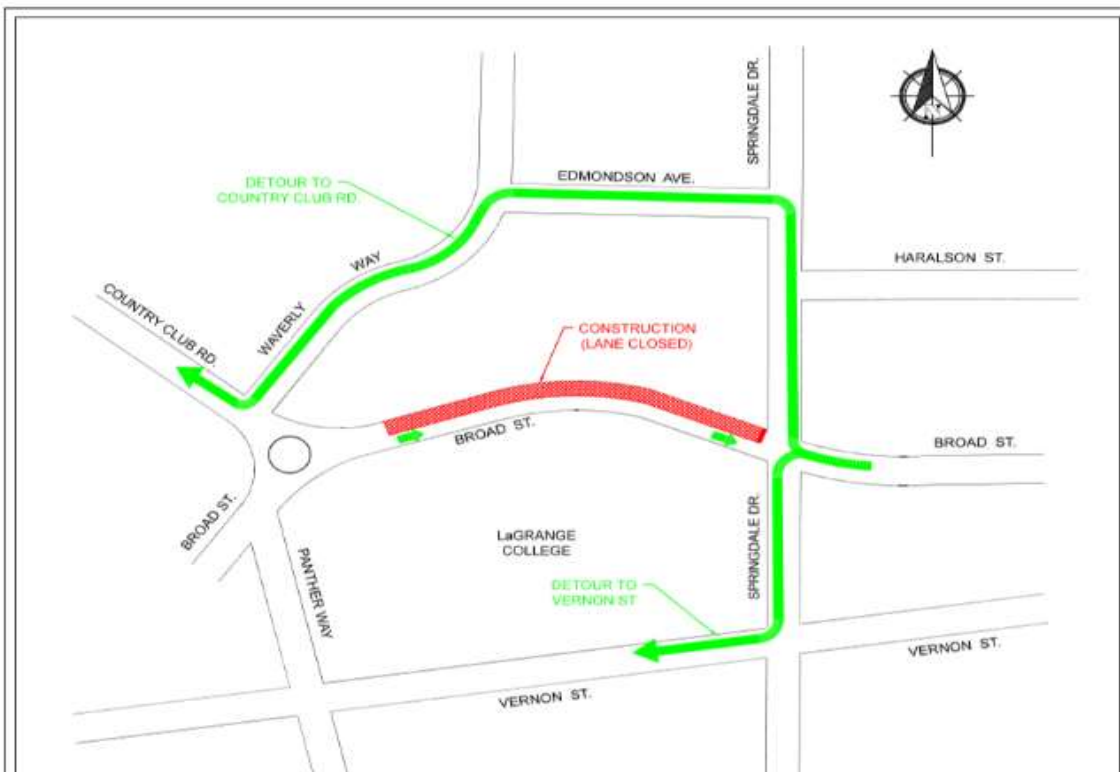 SPRINGDALE DR.
N
EDMONDSON AVE.
DETOUR TO
COUNTRY CLUB RD.
HARALSON ST.
WAY
WAVERLY
COUNTRY CLUB RD.
CONSTRUCTION
(LANE CLOSED)
BROAD ST.
BROAD ST.
BROAD ST.
LaGRANGE
COLLEGE
SPRINGDALE DR.
PANTHER WAY
DETOUR TO
VERNON ST
VERNON ST.
VERNON ST.